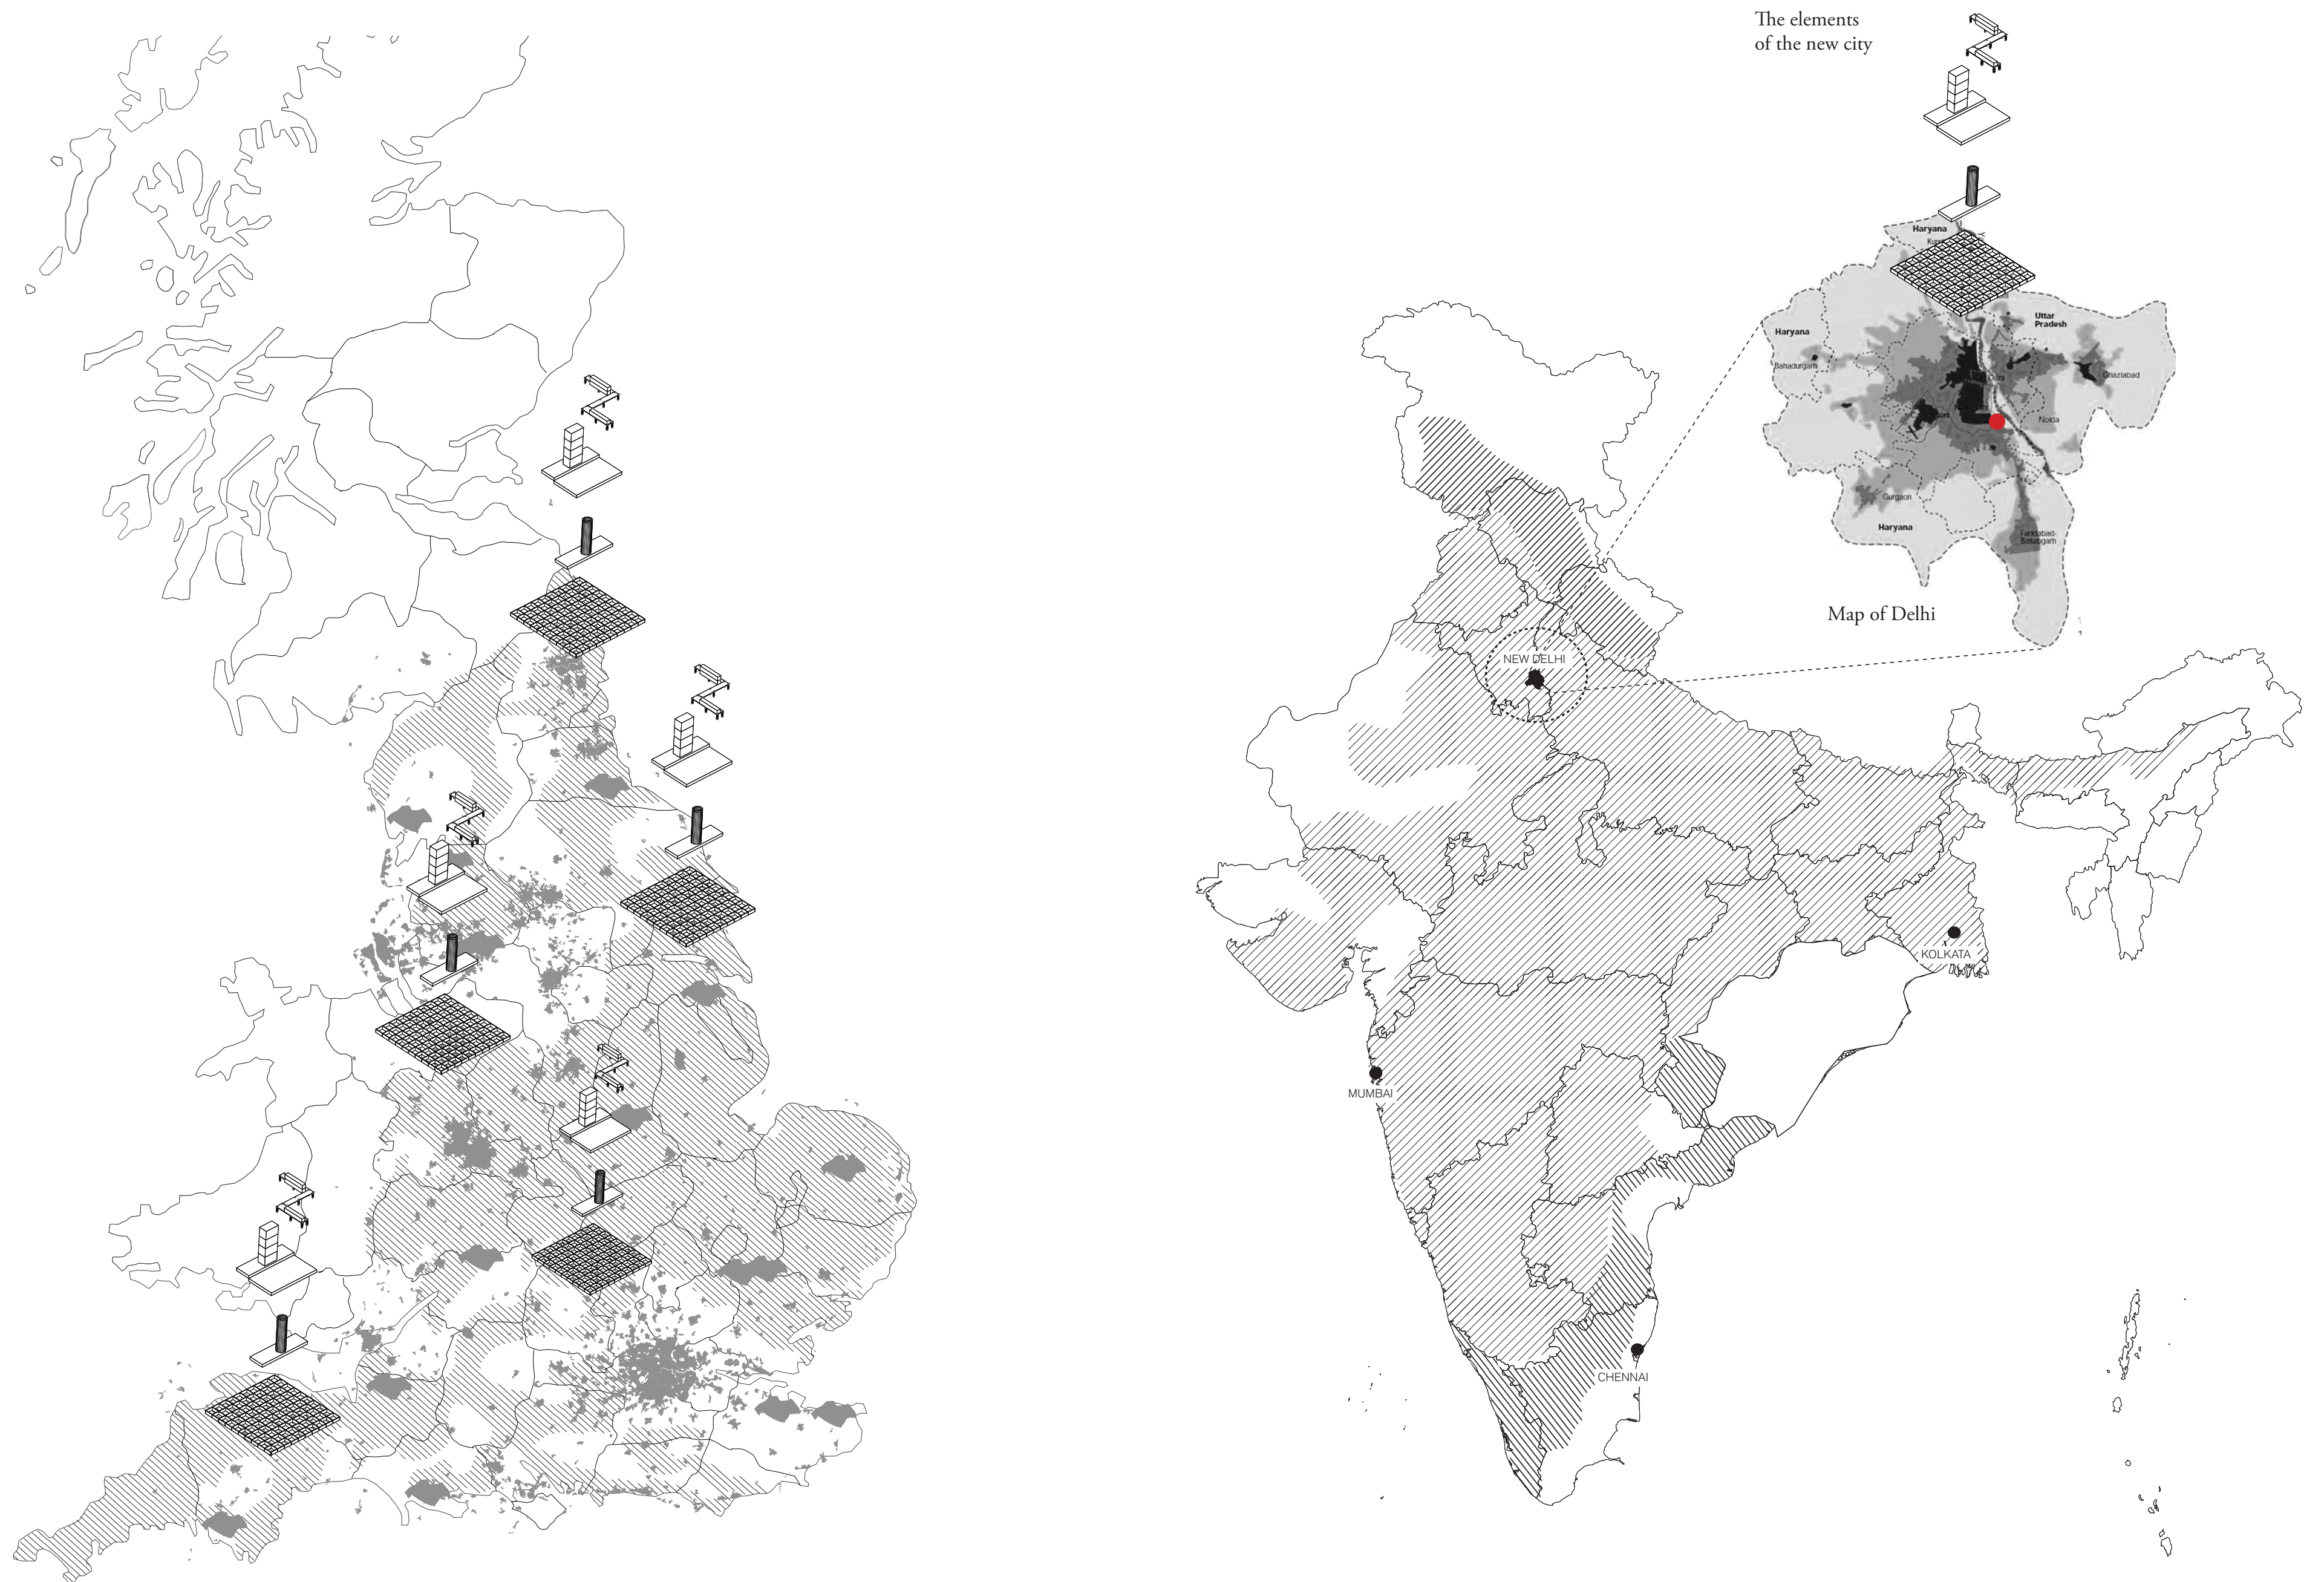 The elements
of the new city
Haryana
Uttar
Pradesh
Haryana
Bahadurgarh
Ghaziabad
Noida
Gurgaon
Haryana
Faridabad-
Ballabgarh
Map of Delhi
NEW DELHI
KOLKATA
MUMBAI
CHENNAI